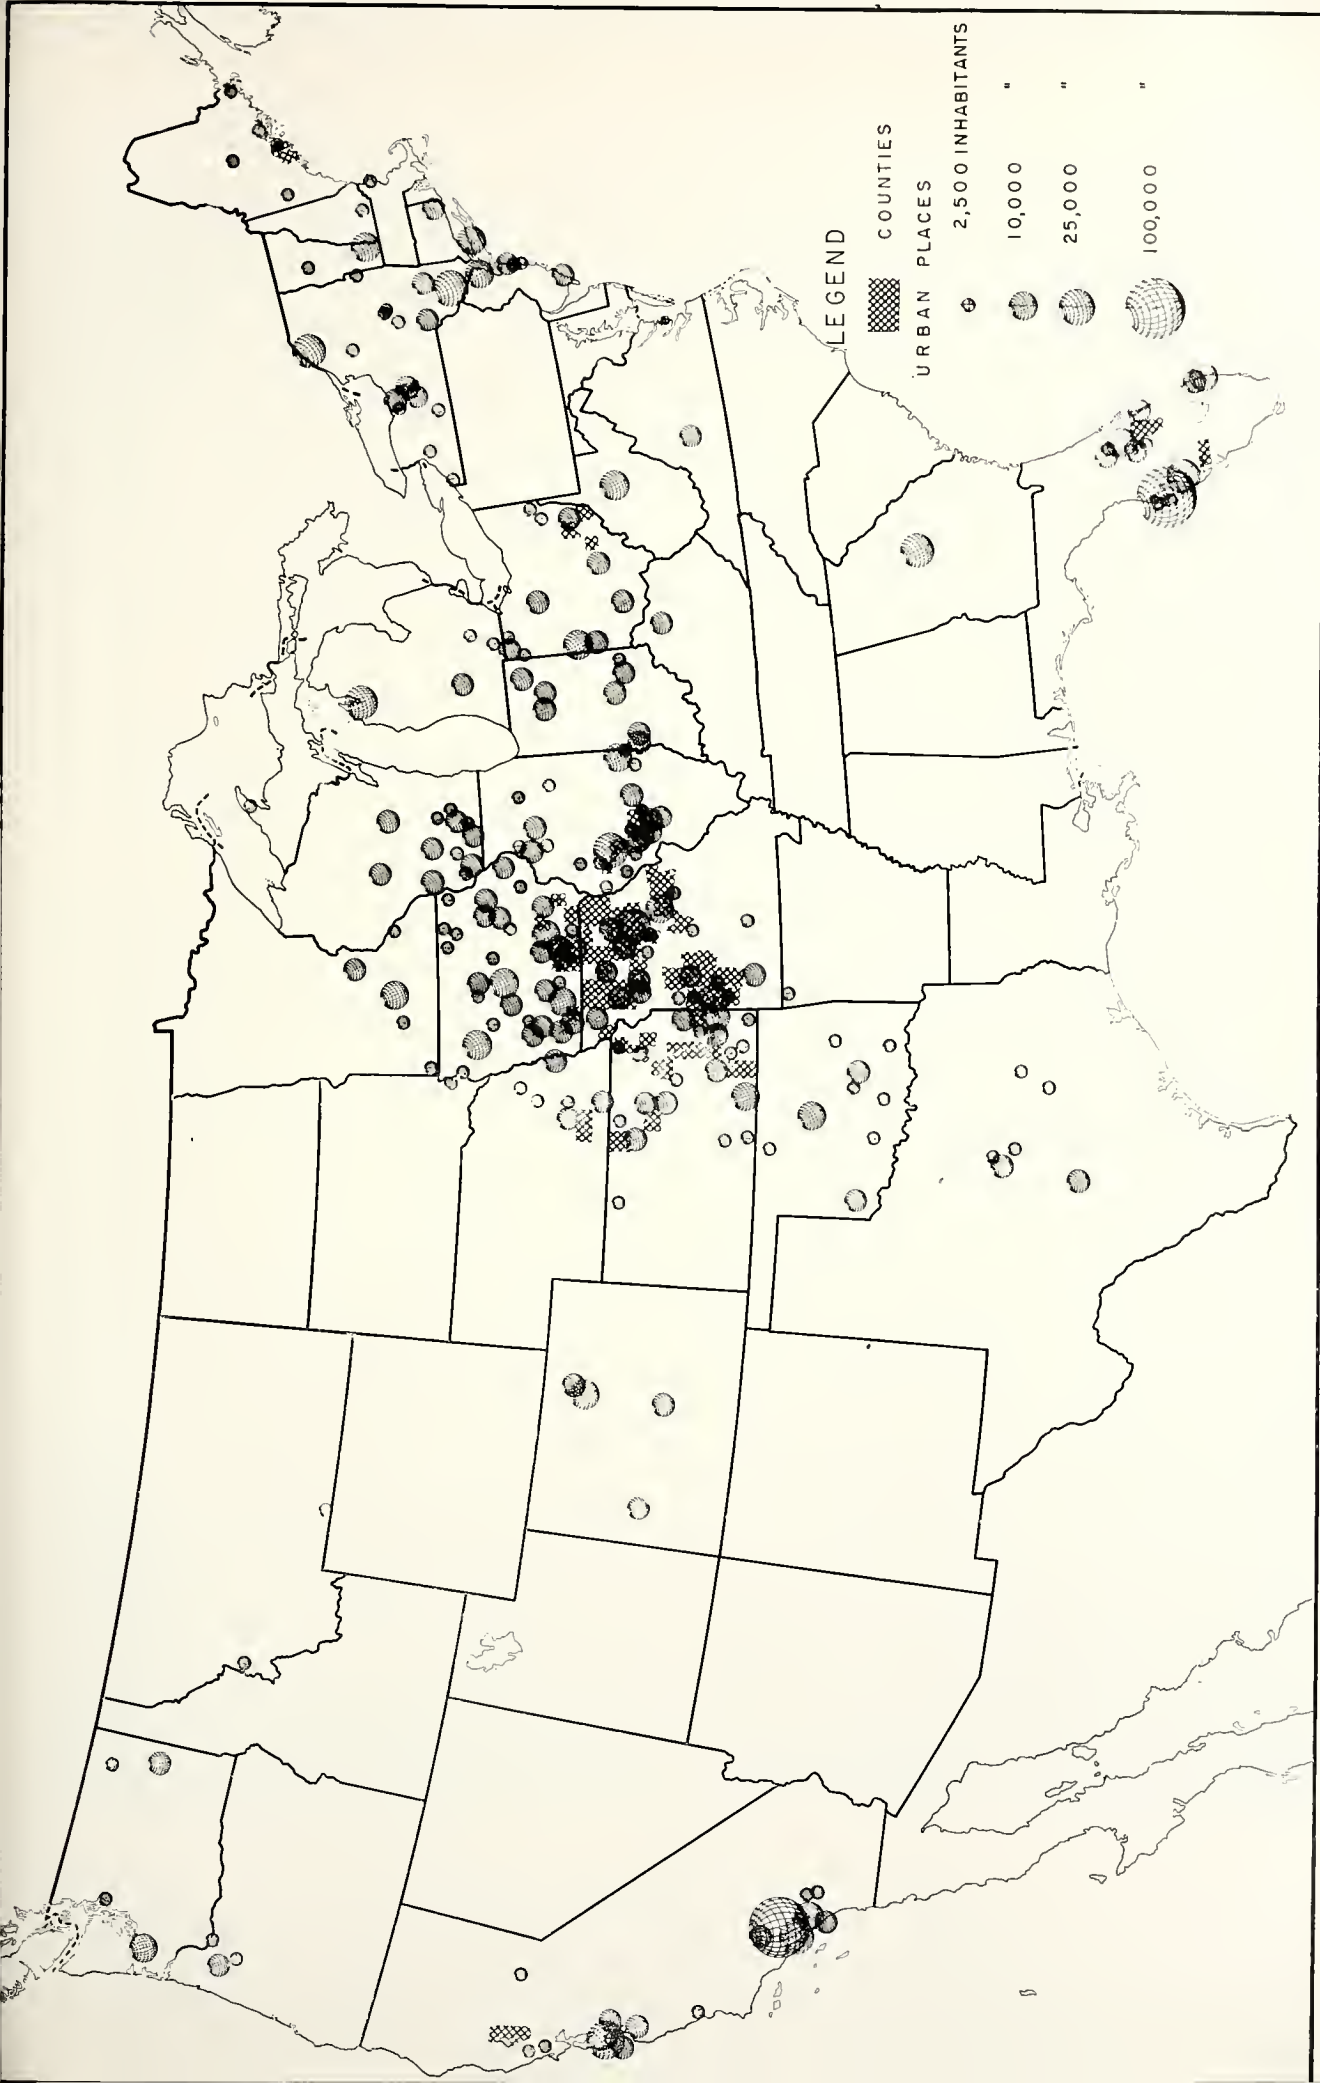 LEGEND
COUNTIES
URBAN PLACES
2,500 INHABITANTS
10,000 "
25,000 "
100,000 "